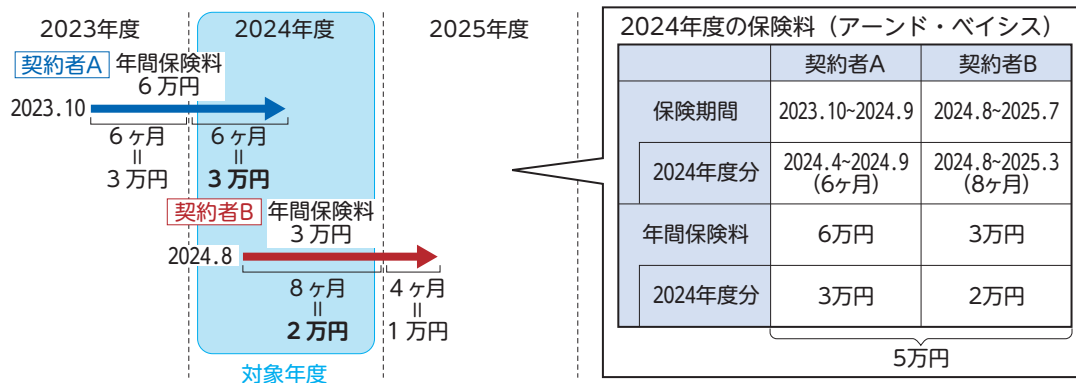 2023年度
2024年度
2025年度
契約者A 年間保険料
6万円
2023.10
6ヶ月
=
3万円
6ヶ月
=
3万円
契約者B 年間保険料
3万円
2024.8
8ヶ月
=
2万円
4ヶ月
=
1万円
対象年度
2024年度の保険料（アーンド・ベイシス）
契約者A 契約者B
保険期間 2023.10~2024.9 2024.8~2025.7
2024年度分 2024.4~2024.9 2024.8~2025.3
(6ヶ月) (8ヶ月)
年間保険料 6万円 3万円
2024年度分 3万円 2万円
5万円